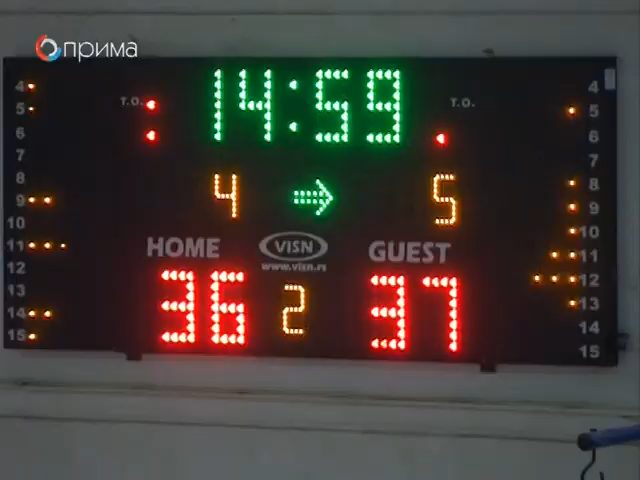 прима
14:59
T.O. T.O.
4 4
5 5
6 6
7 7
8 8
4 5
9 9
10 10
11 11
HOME VISN GUEST
www.visn.rs
12 12
13 13
36 2 37
14 14
15 15